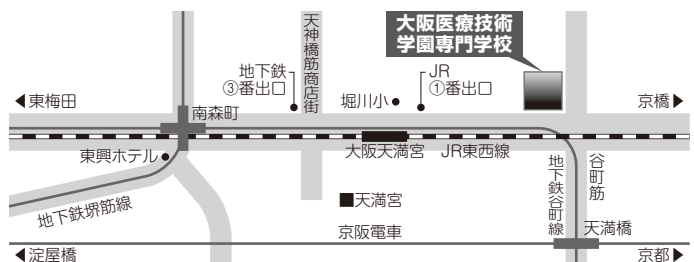 大阪医療技術
学園専門学校
天神橋筋商店街
地下鉄
③番出口
JR
①番出口
堀川小
東梅田
京橋
南森町
東興ホテル
大阪天満宮
JR東西線
地下鉄堺筋線
天満宮
地下鉄谷町線
谷町筋
天満橋
京阪電車
淀屋橋
京都